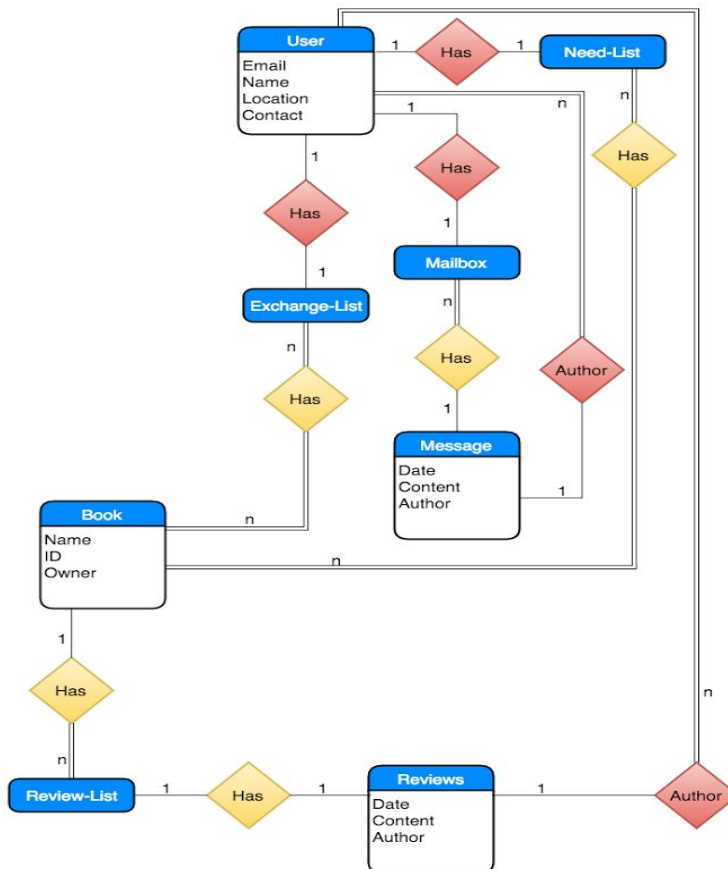 User
Email
Name
Location
Contact
1
Has
1
Need-List
n
Has
n
1
Has
1
Mailbox
n
Has
1
Message
Date
Content
Author
1
Author
n
1
Has
1
Exchange-List
n
Has
n
Book
Name
ID
Owner
1
Has
n
Review-List
1
Has
1
Reviews
Date
Content
Author
1
Author
n